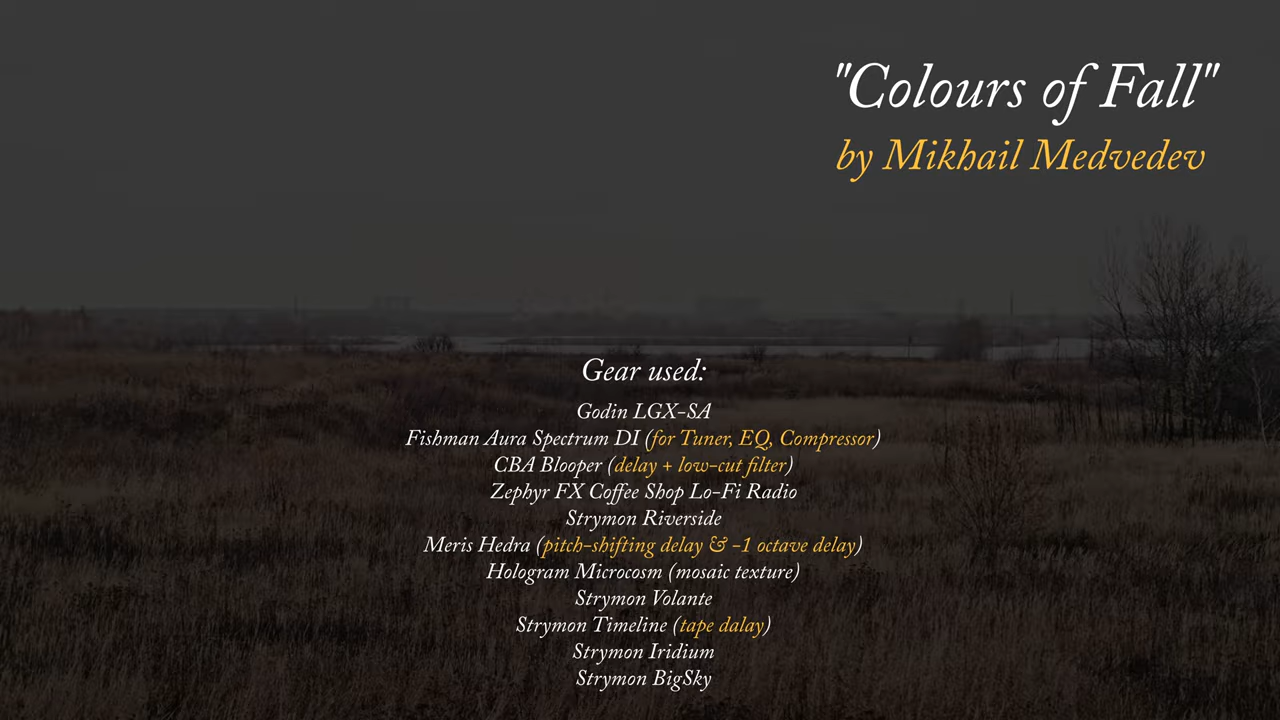 "Colours of Fall"
by Mikhail Medvedev
Gear used:
Godin LGX-SA
Fishman Aura Spectrum DI (for Tuner, EQ, Compressor)
CBA Blooper (delay + low-cut filter)
Zephyr FX Coffee Shop Lo-Fi Radio
Strymon Riverside
Meris Hedra (pitch-shifting delay & -1 octave delay)
Hologram Microcosm (mosaic texture)
Strymon Volante
Strymon Timeline (tape dalay)
Strymon Iridium
Strymon BigSky